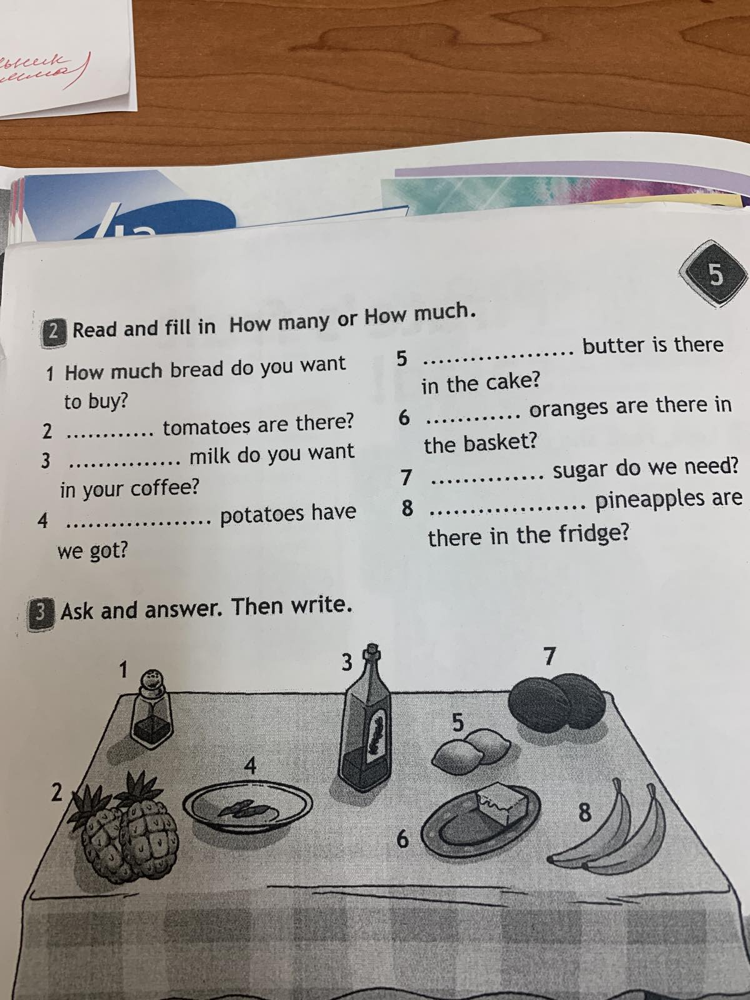 5
2 Read and fill in How many or How much.
1 How much bread do you want
to buy?
2 ............ tomatoes are there?
3 ............... milk do you want
in your coffee?
4 ................... potatoes have
we got?
5 ................... butter is there
in the cake?
6 ............ oranges are there in
the basket?
7 .............. sugar do we need?
8 .................... pineapples are
there in the fridge?
3 Ask and answer. Then write.
1
2
3
4
5
6
7
8